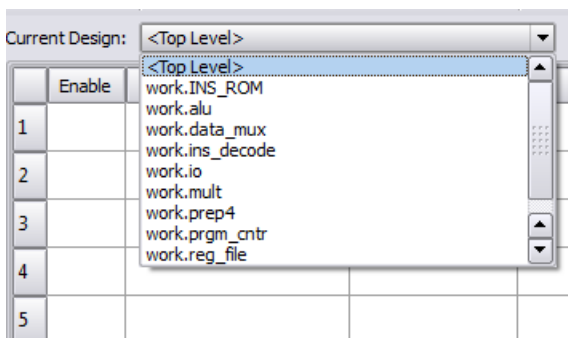 Current Design: <Top Level>
Enable
<Top Level>
work.INS_ROM
1
work.alu
work.data_mux
work.ins_decode
2
work.io
work.mult
work.prep4
3
work.prgm_cntr
work.reg_file
4
5